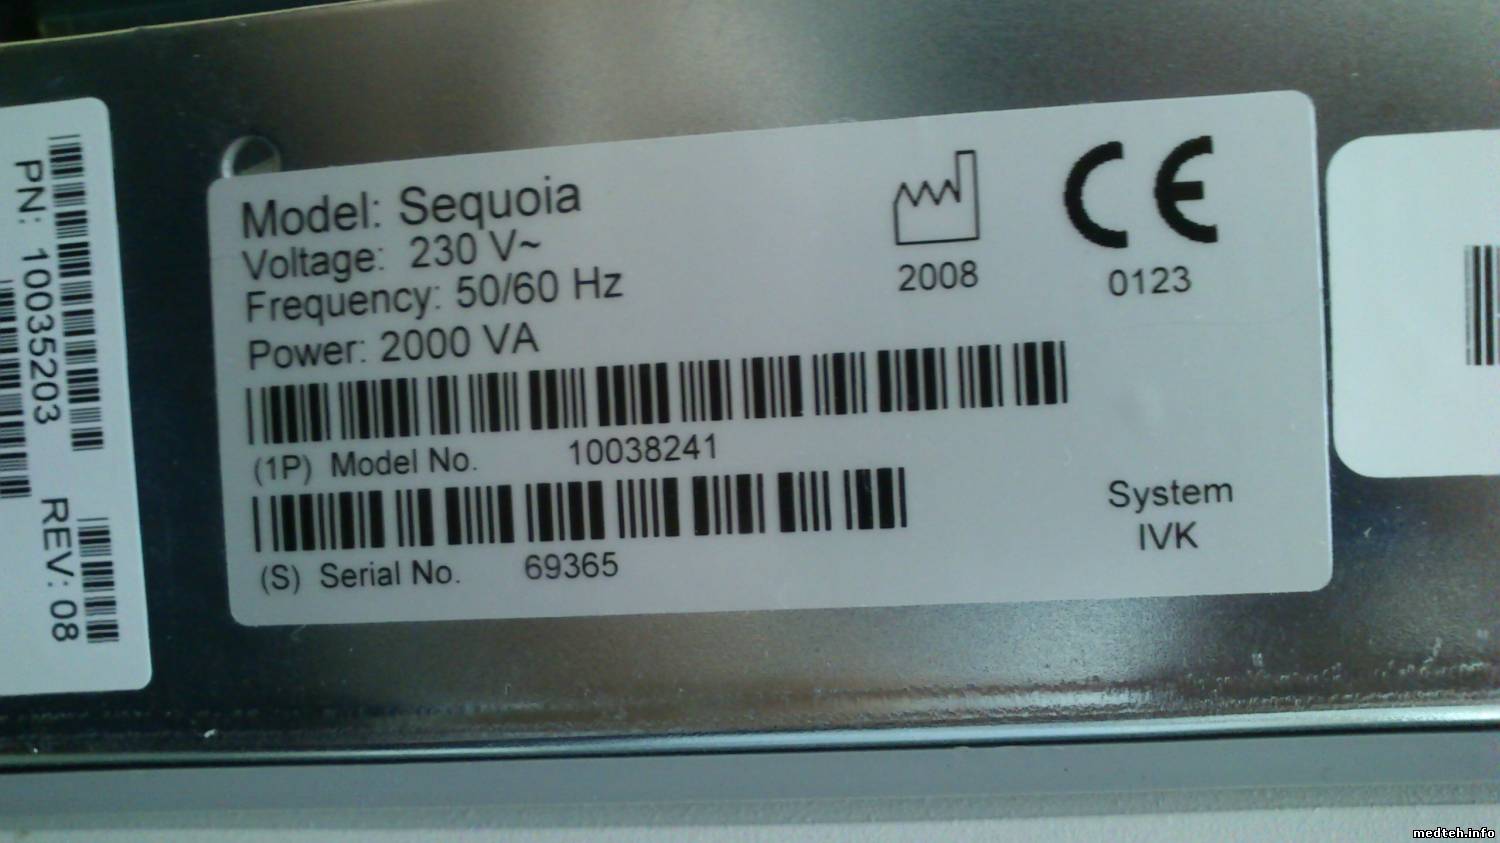 PN: 10035203
REV: 08
Model: Sequoia
Voltage: 230 V~
Frequency: 50/60 Hz
Power: 2000 VA
(1P) Model No. 10038241
(S) Serial No. 69365
2008
0123
System
IVK
medteh.info